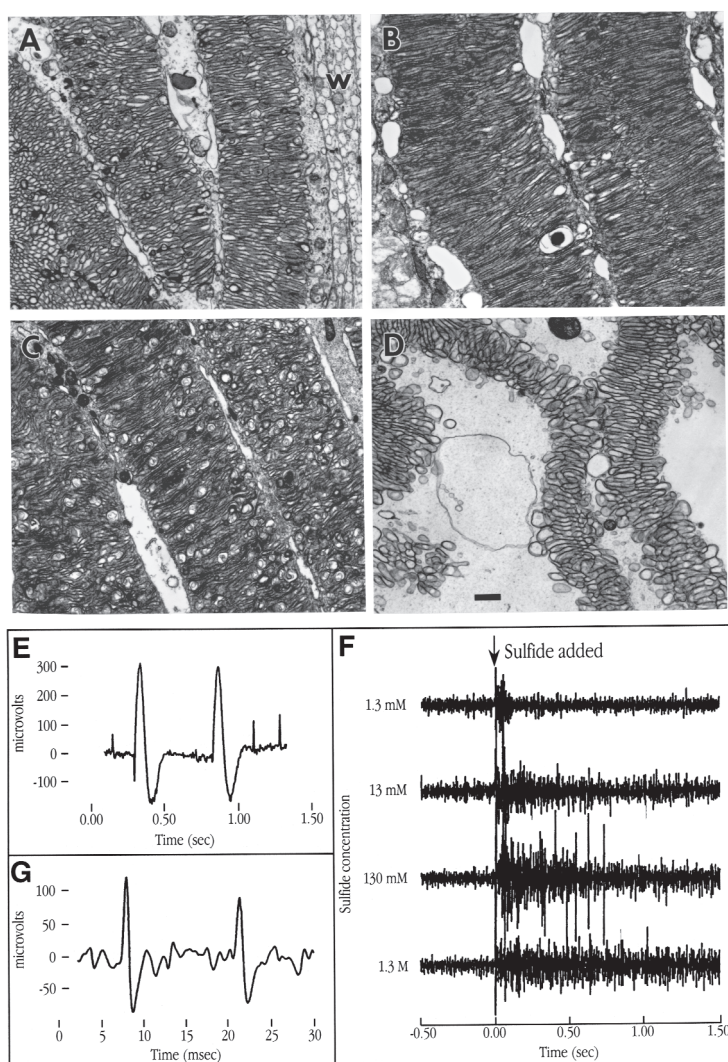 A
W
B
C
D
E
microvolts
300
200
100
0
-100
0.00 0.50 1.00 1.50
Time (sec)
G
microvolts
100
50
0
-50
0 5 10 15 20 25 30
Time (msec)
F
Sulfide added
Sulfide concentration
1.3 mM
13 mM
130 mM
1.3 M
-0.50 0.00 0.50 1.00 1.50
Time (sec)